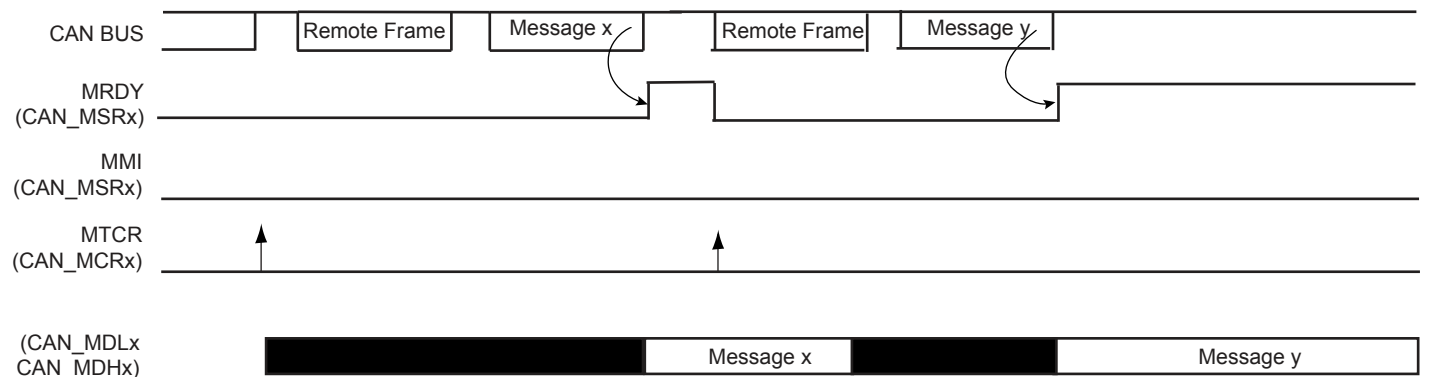 CAN BUS
Remote Frame
Message x
Remote Frame
Message y
MRDY
(CAN_MSRx)
MMI
(CAN_MSRx)
MTCR
(CAN_MCRx)
(CAN_MDLx
CAN_MDHx)
Message x
Message y